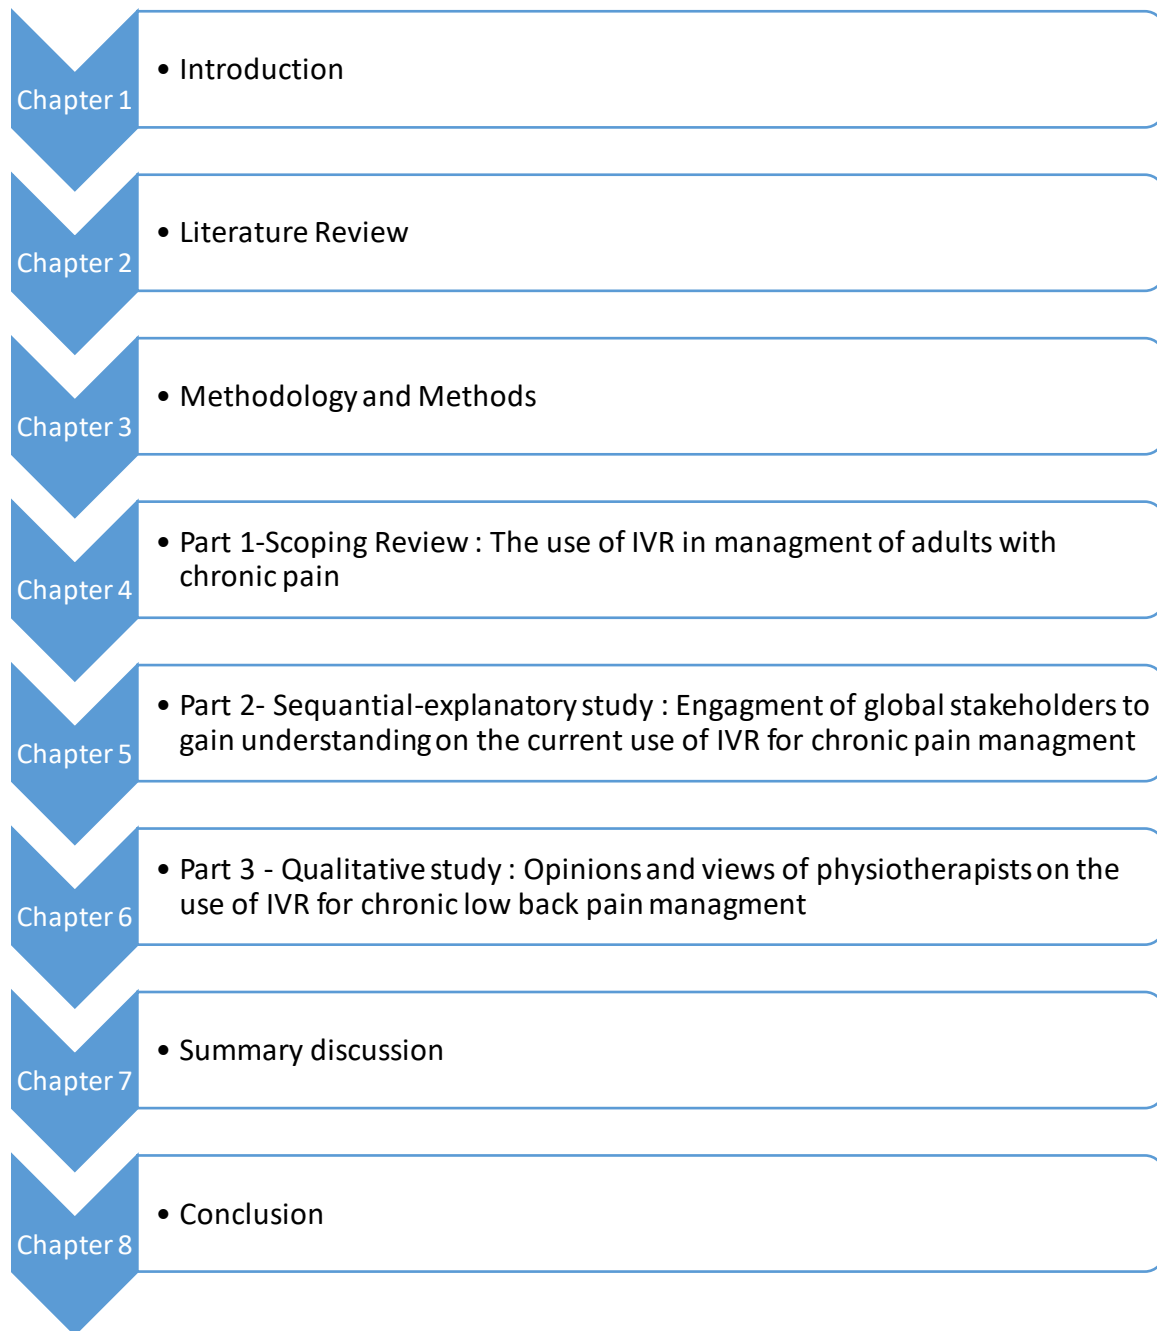 Chapter 1
• Introduction
Chapter 2
• Literature Review
Chapter 3
• Methodology and Methods
Chapter 4
• Part 1-Scoping Review : The use of IVR in managment of adults with
chronic pain
Chapter 5
• Part 2- Sequantial-explanatory study : Engagment of global stakeholders to
gain understanding on the current use of IVR for chronic pain managment
Chapter 6
• Part 3 - Qualitative study : Opinions and views of physiotherapists on the
use of IVR for chronic low back pain managment
Chapter 7
• Summary discussion
Chapter 8
• Conclusion